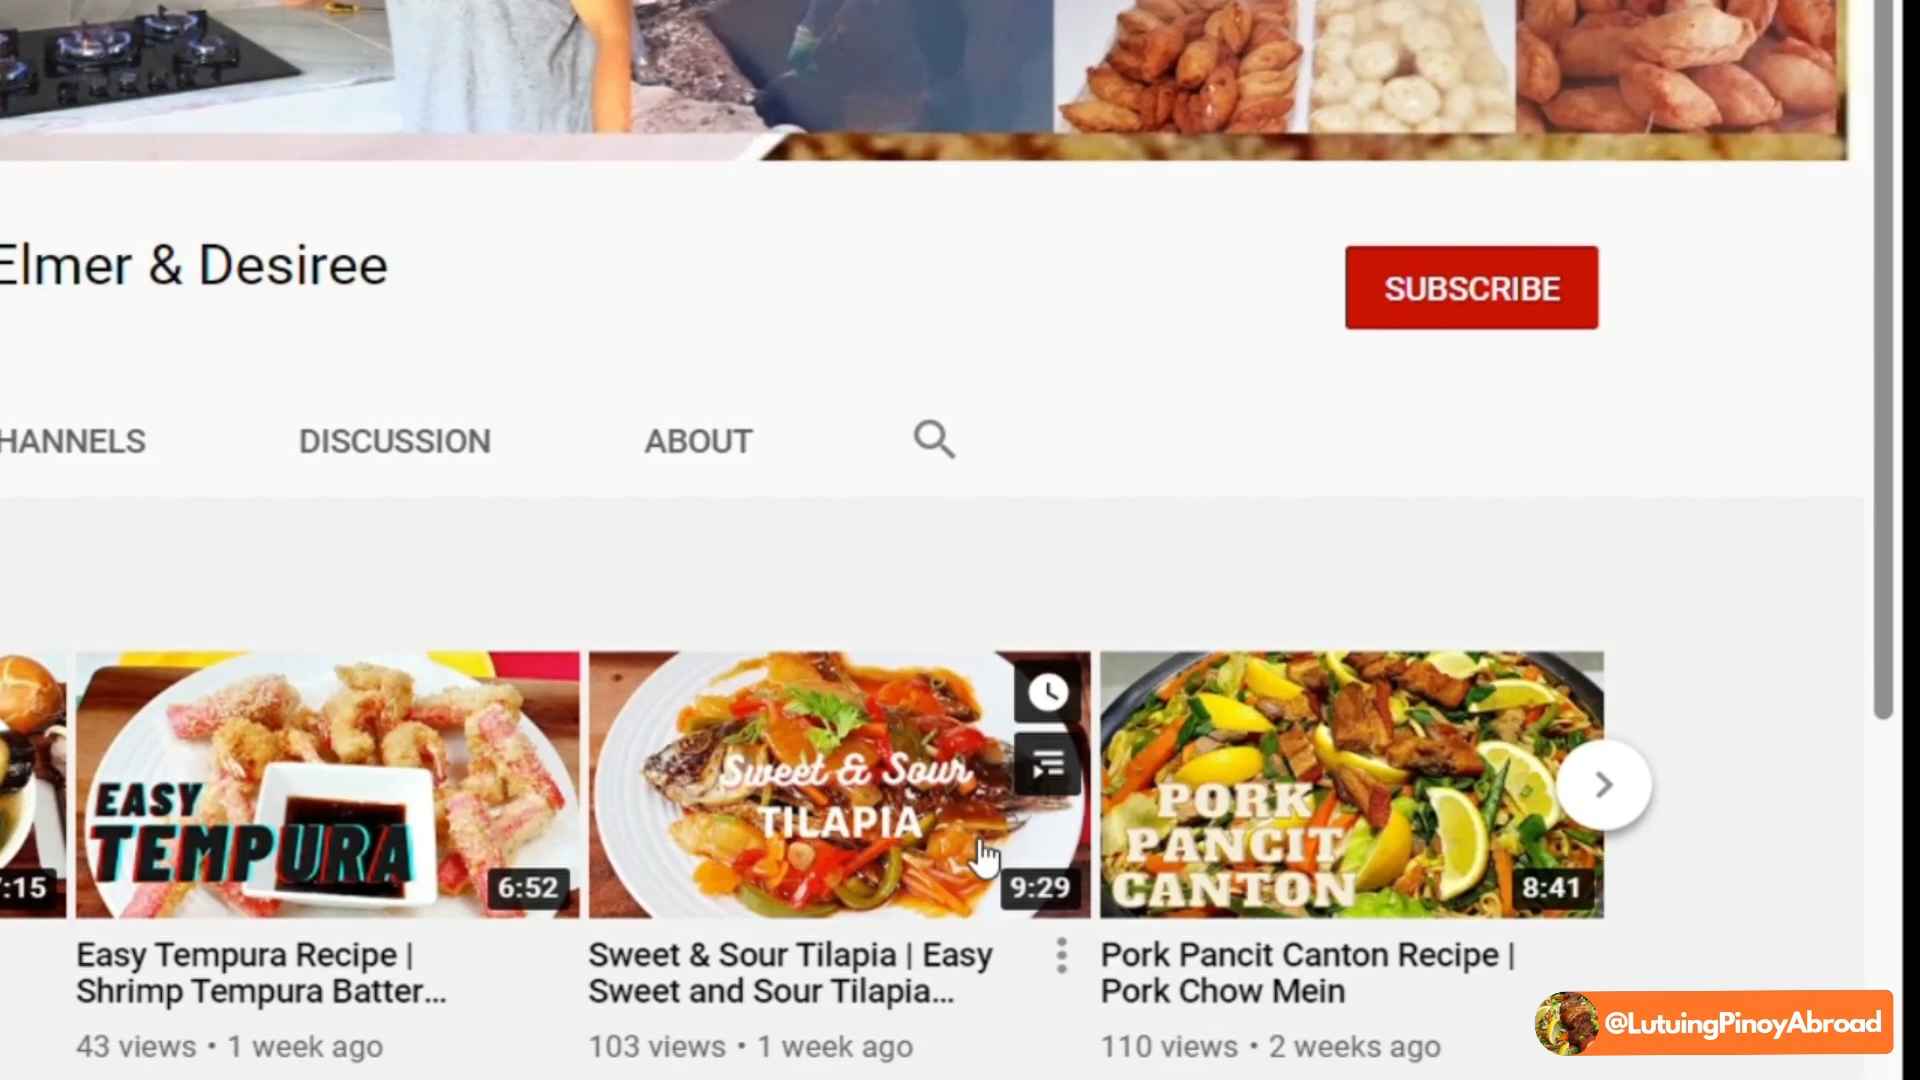 Elmer & Desiree
SUBSCRIBE
HANNELS
DISCUSSION
ABOUT
:15
EASY
TEMPURA
6:52
Sweet & Sour
TILAPIA
9:29
PORK
PANCIT
CANTON
8:41
Easy Tempura Recipe |
Shrimp Tempura Batter...
43 views • 1 week ago
Sweet & Sour Tilapia | Easy
Sweet and Sour Tilapia...
103 views • 1 week ago
Pork Pancit Canton Recipe |
Pork Chow Mein
110 views • 2 weeks ago
@LutuingPinoyAbroad